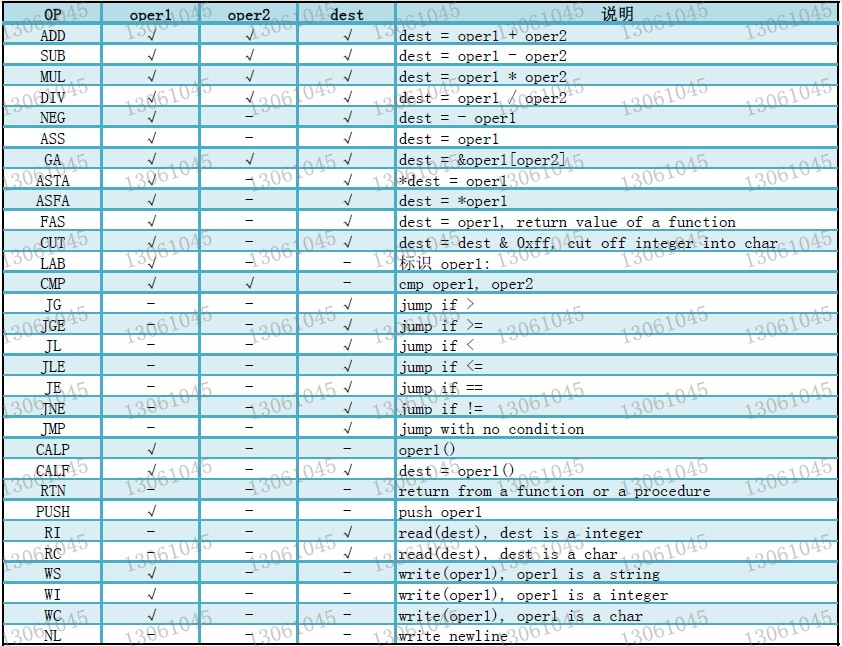 OP oper1 oper2 dest 说明
ADD √ √ √ dest = oper1 + oper2
SUB √ √ √ dest = oper1 - oper2
MUL √ √ √ dest = oper1 * oper2
DIV √ √ √ dest = oper1 / oper2
NEG √ - √ dest = - oper1
ASS √ - √ dest = oper1
GA √ √ √ dest = &oper1[oper2]
ASTA √ - √ *dest = oper1
ASFA √ - √ dest = *oper1
FAS √ - √ dest = oper1, return value of a function
CUT √ - √ dest = dest & 0xff, cut off integer into char
LAB √ - - 标识 oper1:
CMP √ √ - cmp oper1, oper2
JG - - √ jump if >
JGE - - √ jump if >=
JL - - √ jump if <
JLE - - √ jump if <=
JE - - √ jump if ==
JNE - - √ jump if !=
JMP - - √ jump with no condition
CALP √ - - oper1()
CALF √ - √ dest = oper1()
RTN - - - return from a function or a procedure
PUSH √ - - push oper1
RI - - √ read(dest), dest is a integer
RC - - √ read(dest), dest is a char
WS √ - - write(oper1), oper1 is a string
WI √ - - write(oper1), oper1 is a integer
WC √ - - write(oper1), oper1 is a char
NL - - - write newline
13061045